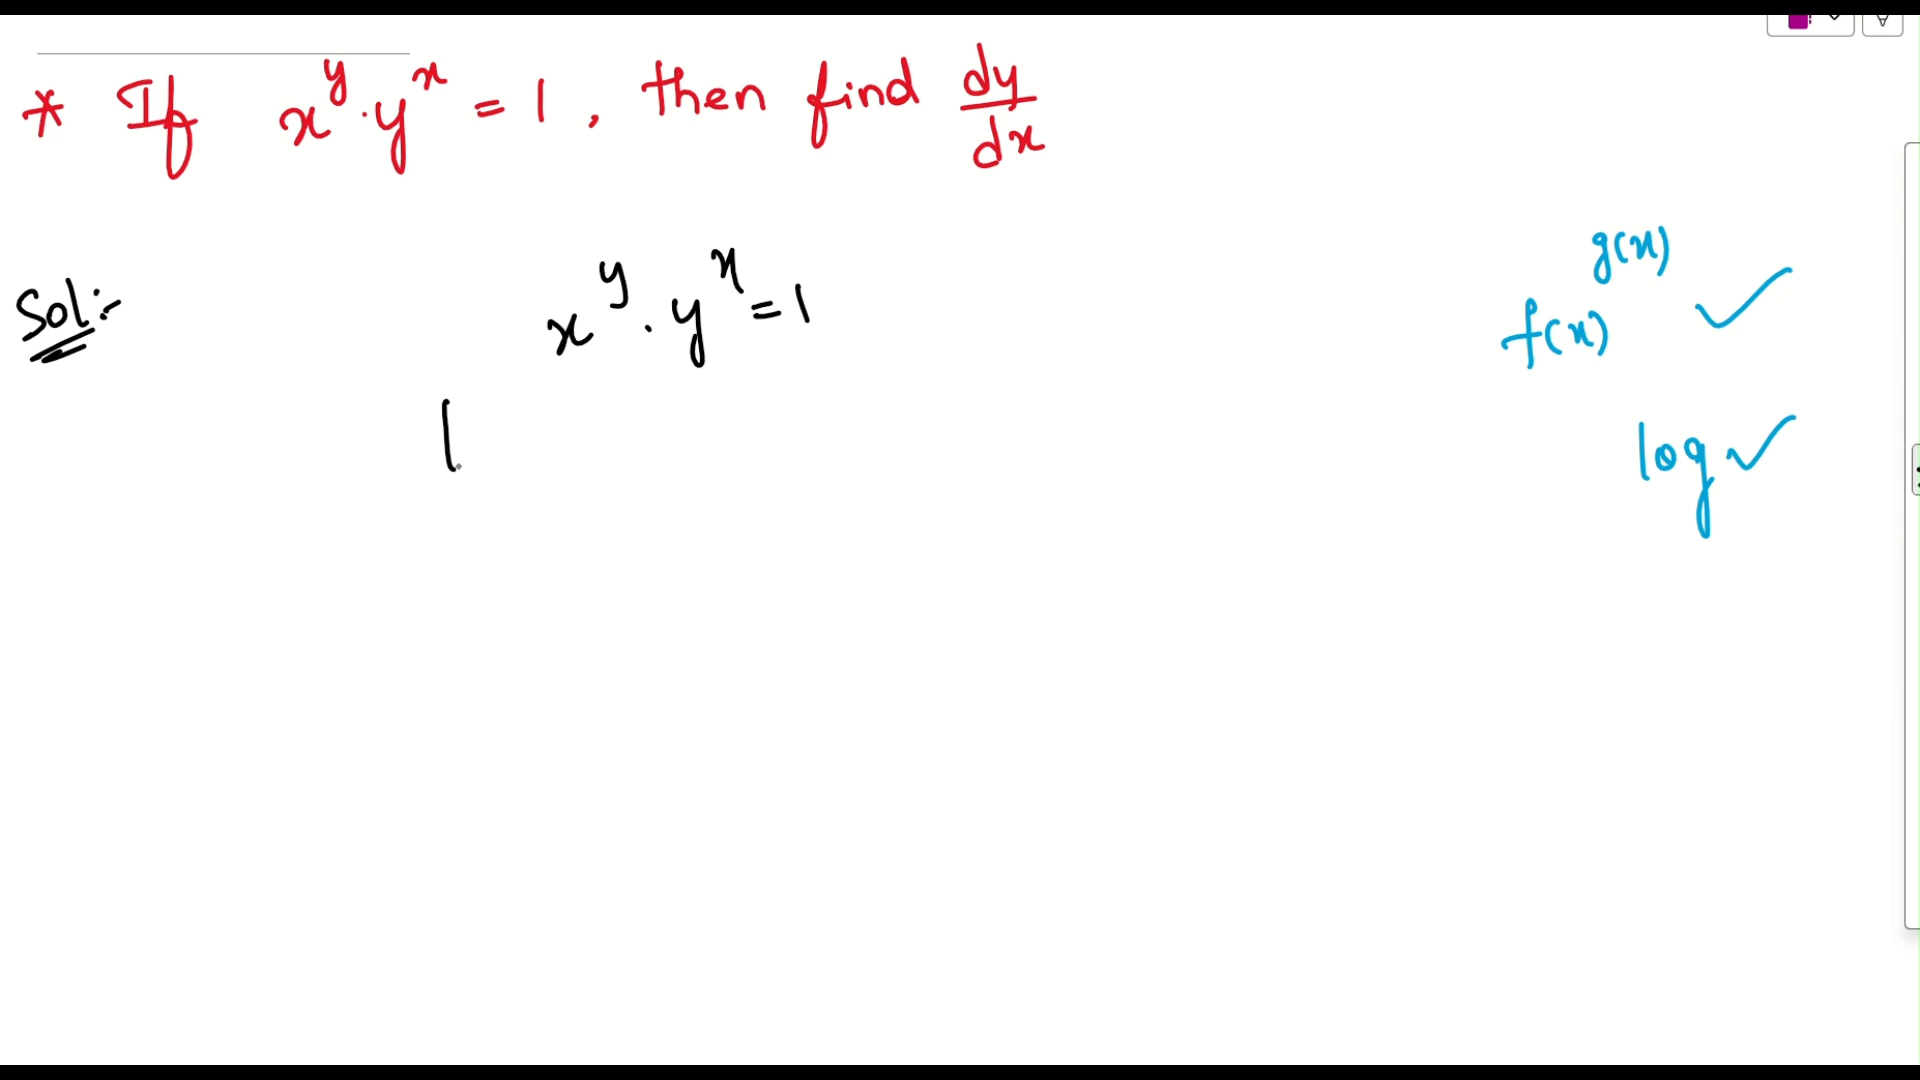 * If x^y · y^x = 1, then find dy/dx
Sol:- x^y · y^x = 1
f(x)^g(x) ✓
log ✓